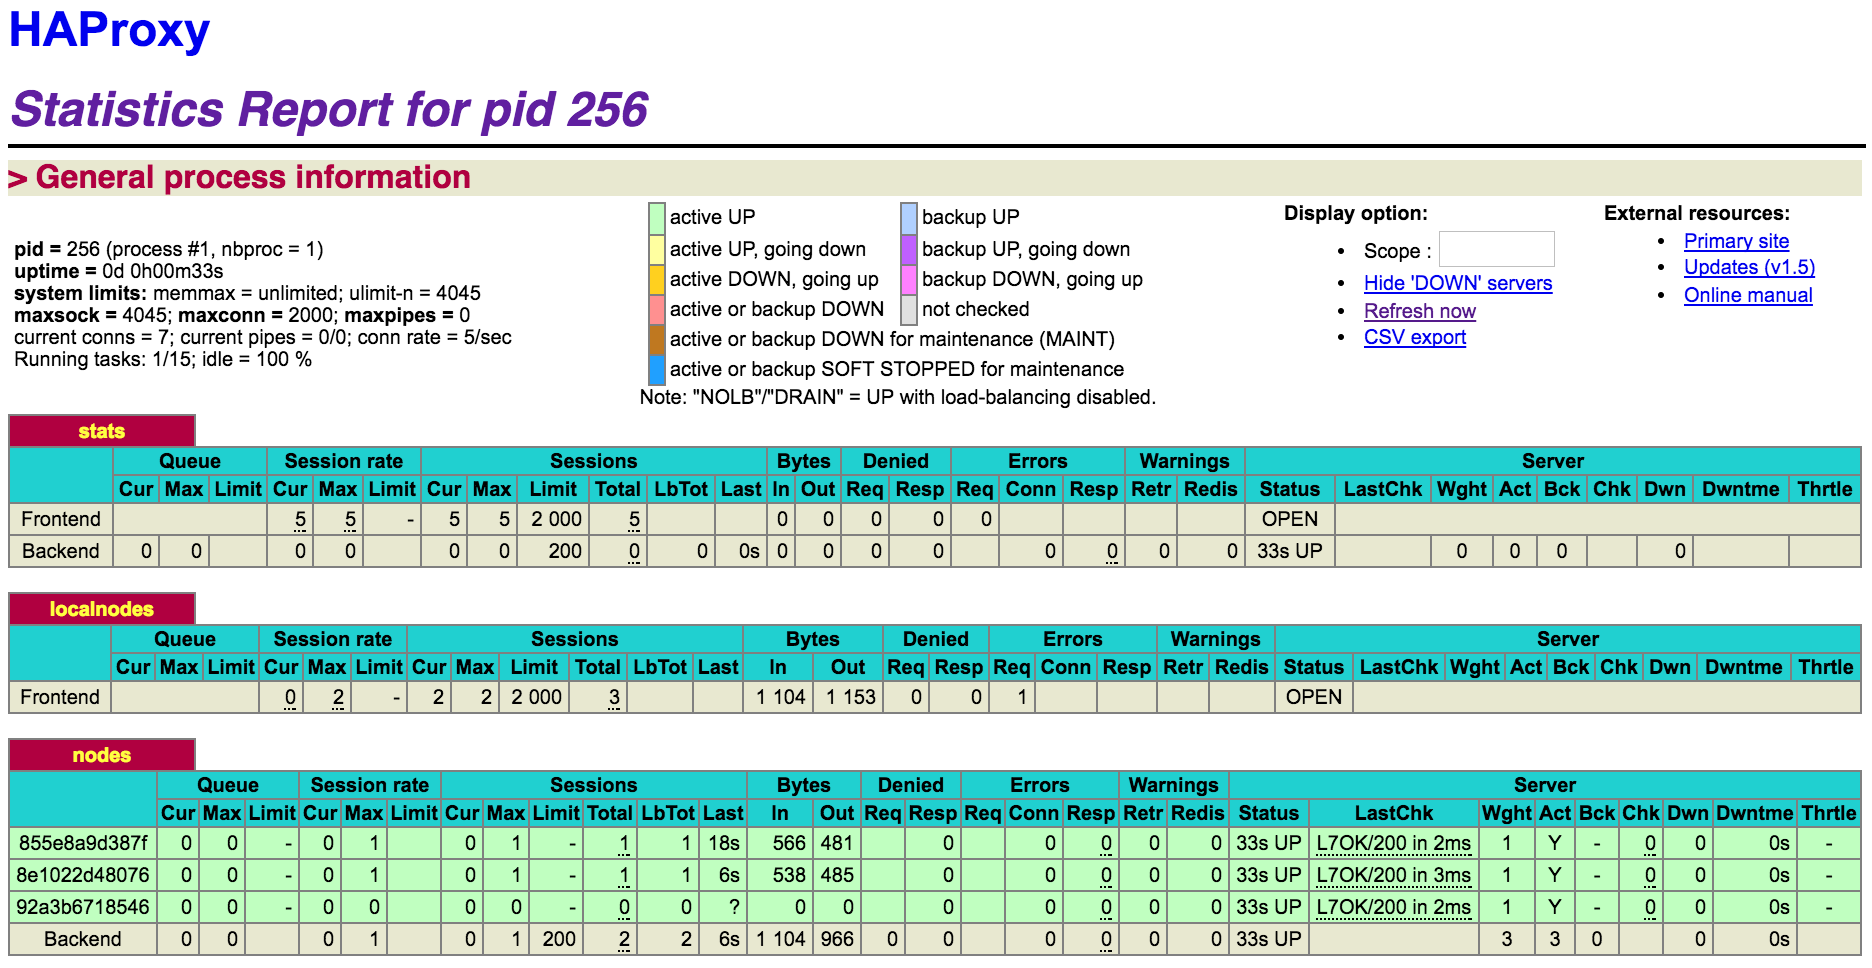 HAProxy
Statistics Report for pid 256
> General process information
pid = 256 (process #1, nbproc = 1)
uptime = 0d 0h00m33s
system limits: memmax = unlimited; ulimit-n = 4045
maxsock = 4045; maxconn = 2000; maxpipes = 0
current conns = 7; current pipes = 0/0; conn rate = 5/sec
Running tasks: 1/15; idle = 100 %
active UP backup UP
active UP, going down backup UP, going down
active DOWN, going up backup DOWN, going up
active or backup DOWN not checked
active or backup DOWN for maintenance (MAINT)
active or backup SOFT STOPPED for maintenance
Note: "NOLB"/"DRAIN" = UP with load-balancing disabled.
Display option:
• Scope :
• Hide 'DOWN' servers
• Refresh now
• CSV export
External resources:
• Primary site
• Updates (v1.5)
• Online manual
stats
Queue Session rate Sessions Bytes Denied Errors Warnings Server
Cur Max Limit Cur Max Limit Cur Max Limit Total LbTot Last In Out Req Resp Req Conn Resp Retr Redis Status LastChk Wght Act Bck Chk Dwn Dwntme Thrtle
Frontend 5 5 - 5 5 2 000 5 0 0 0 0 0 OPEN
Backend 0 0 0 0 0 0 200 0 0 0s 0 0 0 0 0 0 0 0 33s UP 0 0 0 0
localnodes
Queue Session rate Sessions Bytes Denied Errors Warnings Server
Cur Max Limit Cur Max Limit Cur Max Limit Total LbTot Last In Out Req Resp Req Conn Resp Retr Redis Status LastChk Wght Act Bck Chk Dwn Dwntme Thrtle
Frontend 0 2 - 2 2 2 000 3 1 104 1 153 0 0 1 OPEN
nodes
Queue Session rate Sessions Bytes Denied Errors Warnings Server
Cur Max Limit Cur Max Limit Cur Max Limit Total LbTot Last In Out Req Resp Req Conn Resp Retr Redis Status LastChk Wght Act Bck Chk Dwn Dwntme Thrtle
855e8a9d387f 0 0 - 0 1 0 1 - 1 1 18s 566 481 0 0 0 0 0 33s UP L7OK/200 in 2ms 1 Y - 0 0 0s -
8e1022d48076 0 0 - 0 1 0 1 - 1 1 6s 538 485 0 0 0 0 0 33s UP L7OK/200 in 3ms 1 Y - 0 0 0s -
92a3b6718546 0 0 - 0 0 0 0 - 0 0 ? 0 0 0 0 0 0 0 33s UP L7OK/200 in 2ms 1 Y - 0 0 0s -
Backend 0 0 0 1 0 1 200 2 2 6s 1 104 966 0 0 0 0 0 0 33s UP 3 3 0 0 0s